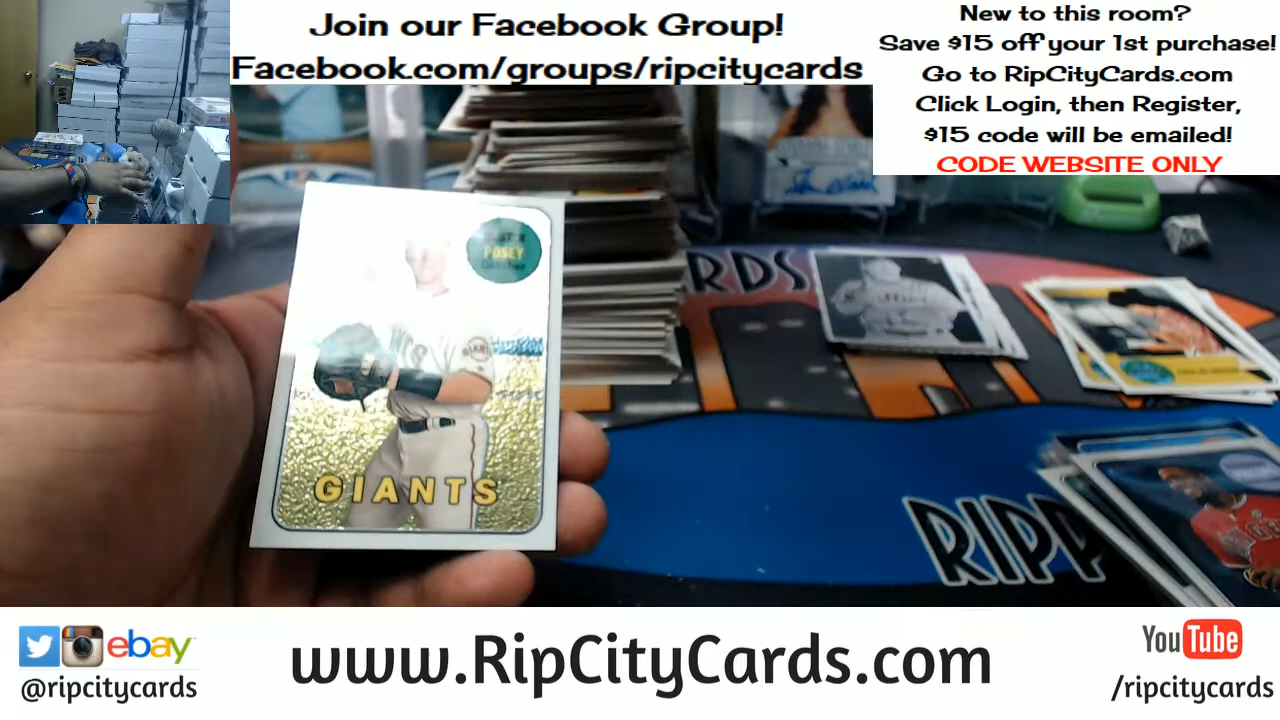 Join our Facebook Group!
Facebook.com/groups/ripcitycards
New to this room?
Save $15 off your 1st purchase!
Go to RipCityCards.com
Click Login, then Register,
$15 code will be emailed!
CODE WEBSITE ONLY
POSEY
GIANTS
RDS
RIPP
ebay
@ripcitycards
www.RipCityCards.com
YouTube
/ripcitycards